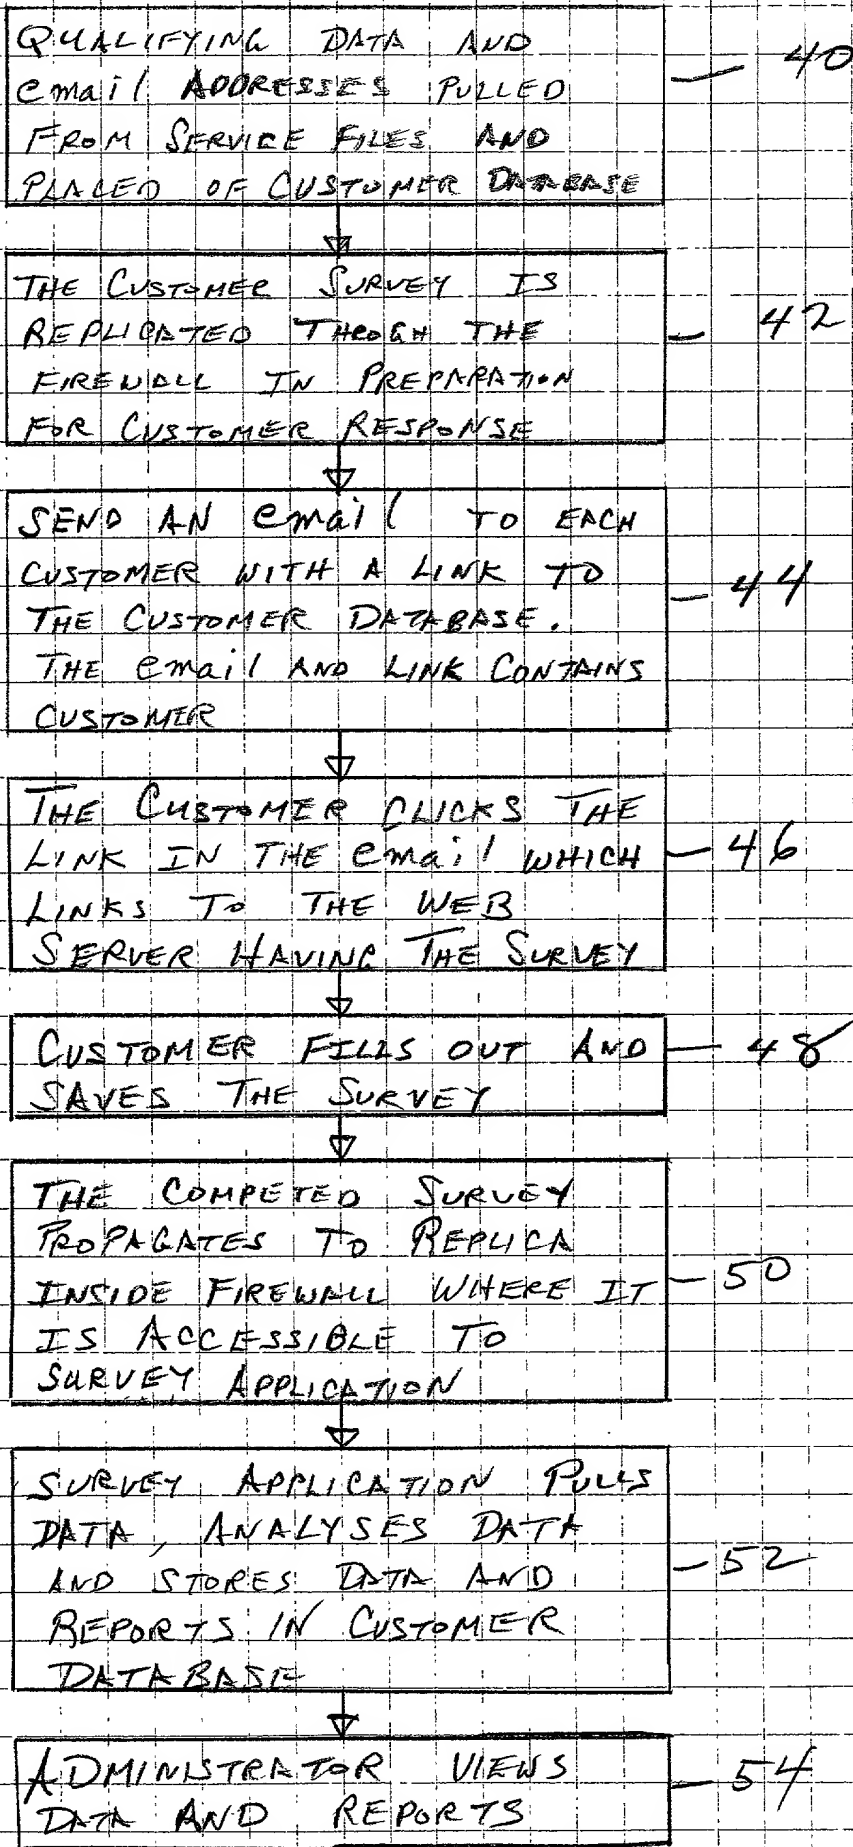 QUALIFYING DATA AND
email ADDRESSES PULLED — 40
FROM SERVICE FILES AND
PLACED OF CUSTOMER DATABASE
THE CUSTOMER SURVEY IS
REPLICATED THROGH THE — 42
FIREWALL IN PREPARATION
FOR CUSTOMER RESPONSE
SEND AN email TO EACH
CUSTOMER WITH A LINK TO — 44
THE CUSTOMER DATABASE.
THE email AND LINK CONTAINS
CUSTOMER
THE CUSTOMER CLICKS THE
LINK IN THE email WHICH — 46
LINKS TO THE WEB
SERVER HAVING THE SURVEY
CUSTOMER FILLS OUT AND — 48
SAVES THE SURVEY
THE COMPETED SURVEY
PROPAGATES TO REPLICA
INSIDE FIREWALL WHERE IT — 50
IS ACCESSIBLE TO
SURVEY APPLICATION
SURVEY APPLICATION PULLS
DATA, ANALYSES DATA
AND STORES DATA AND — 52
REPORTS IN CUSTOMER
DATABASE
ADMINISTRATOR VIEWS — 54
DATA AND REPORTS